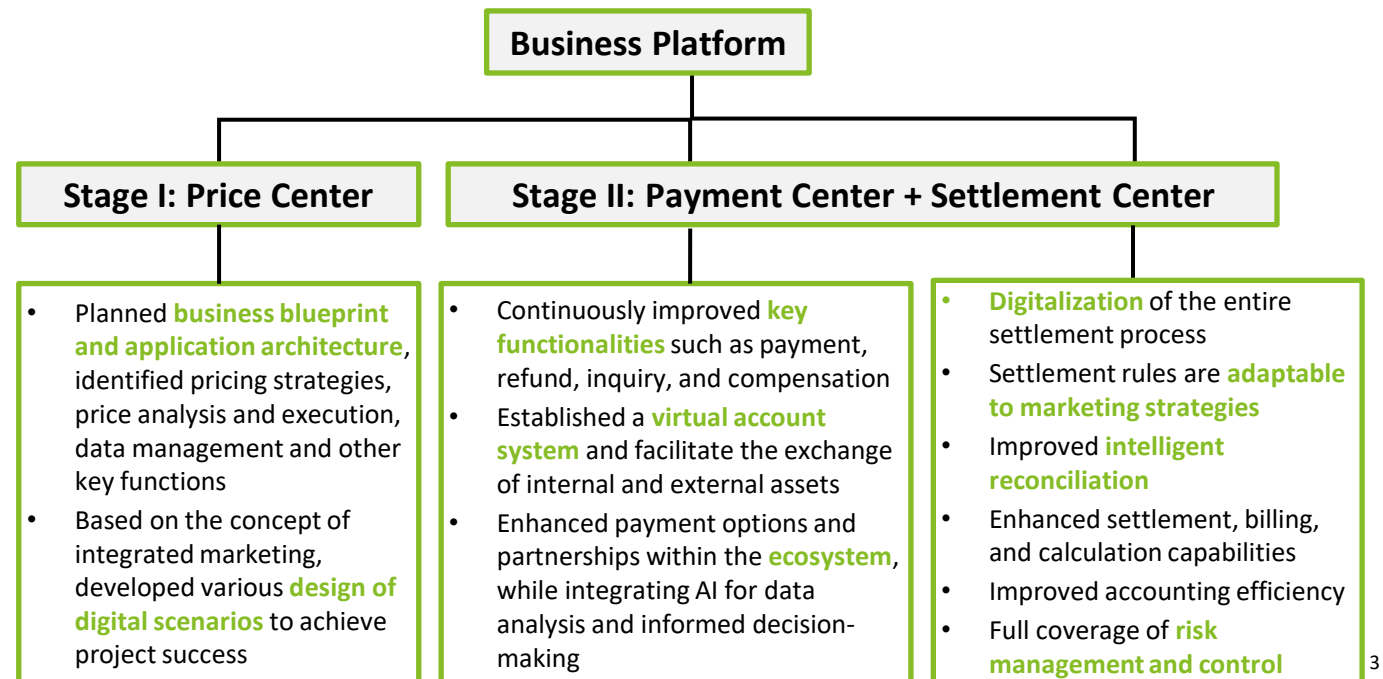 Business Platform
Stage I: Price Center
Stage II: Payment Center + Settlement Center
• Planned business blueprint
and application architecture,
identified pricing strategies,
price analysis and execution,
data management and other
key functions
• Based on the concept of
integrated marketing,
developed various design of
digital scenarios to achieve
project success
• Continuously improved key
functionalities such as payment,
refund, inquiry, and compensation
• Established a virtual account
system and facilitate the exchange
of internal and external assets
• Enhanced payment options and
partnerships within the ecosystem,
while integrating AI for data
analysis and informed decision-
making
• Digitalization of the entire
settlement process
• Settlement rules are adaptable
to marketing strategies
• Improved intelligent
reconciliation
• Enhanced settlement, billing,
and calculation capabilities
• Improved accounting efficiency
• Full coverage of risk
management and control
3